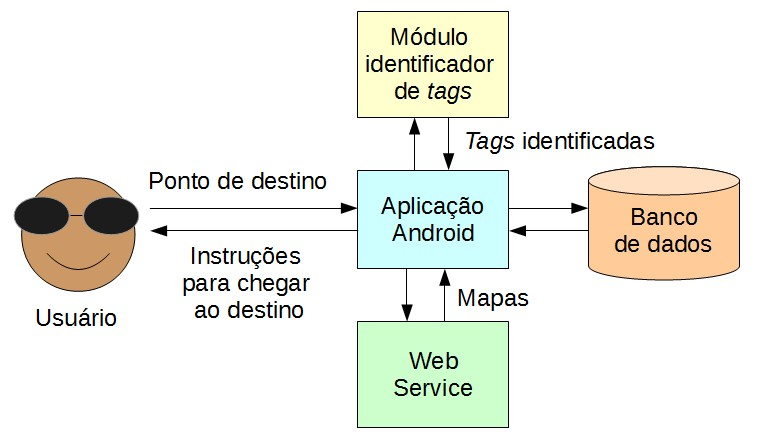 Módulo
identificador
de tags
Tags identificadas
Ponto de destino
Aplicação
Android
Banco
de dados
Instruções
para chegar
ao destino
Usuário
Mapas
Web
Service